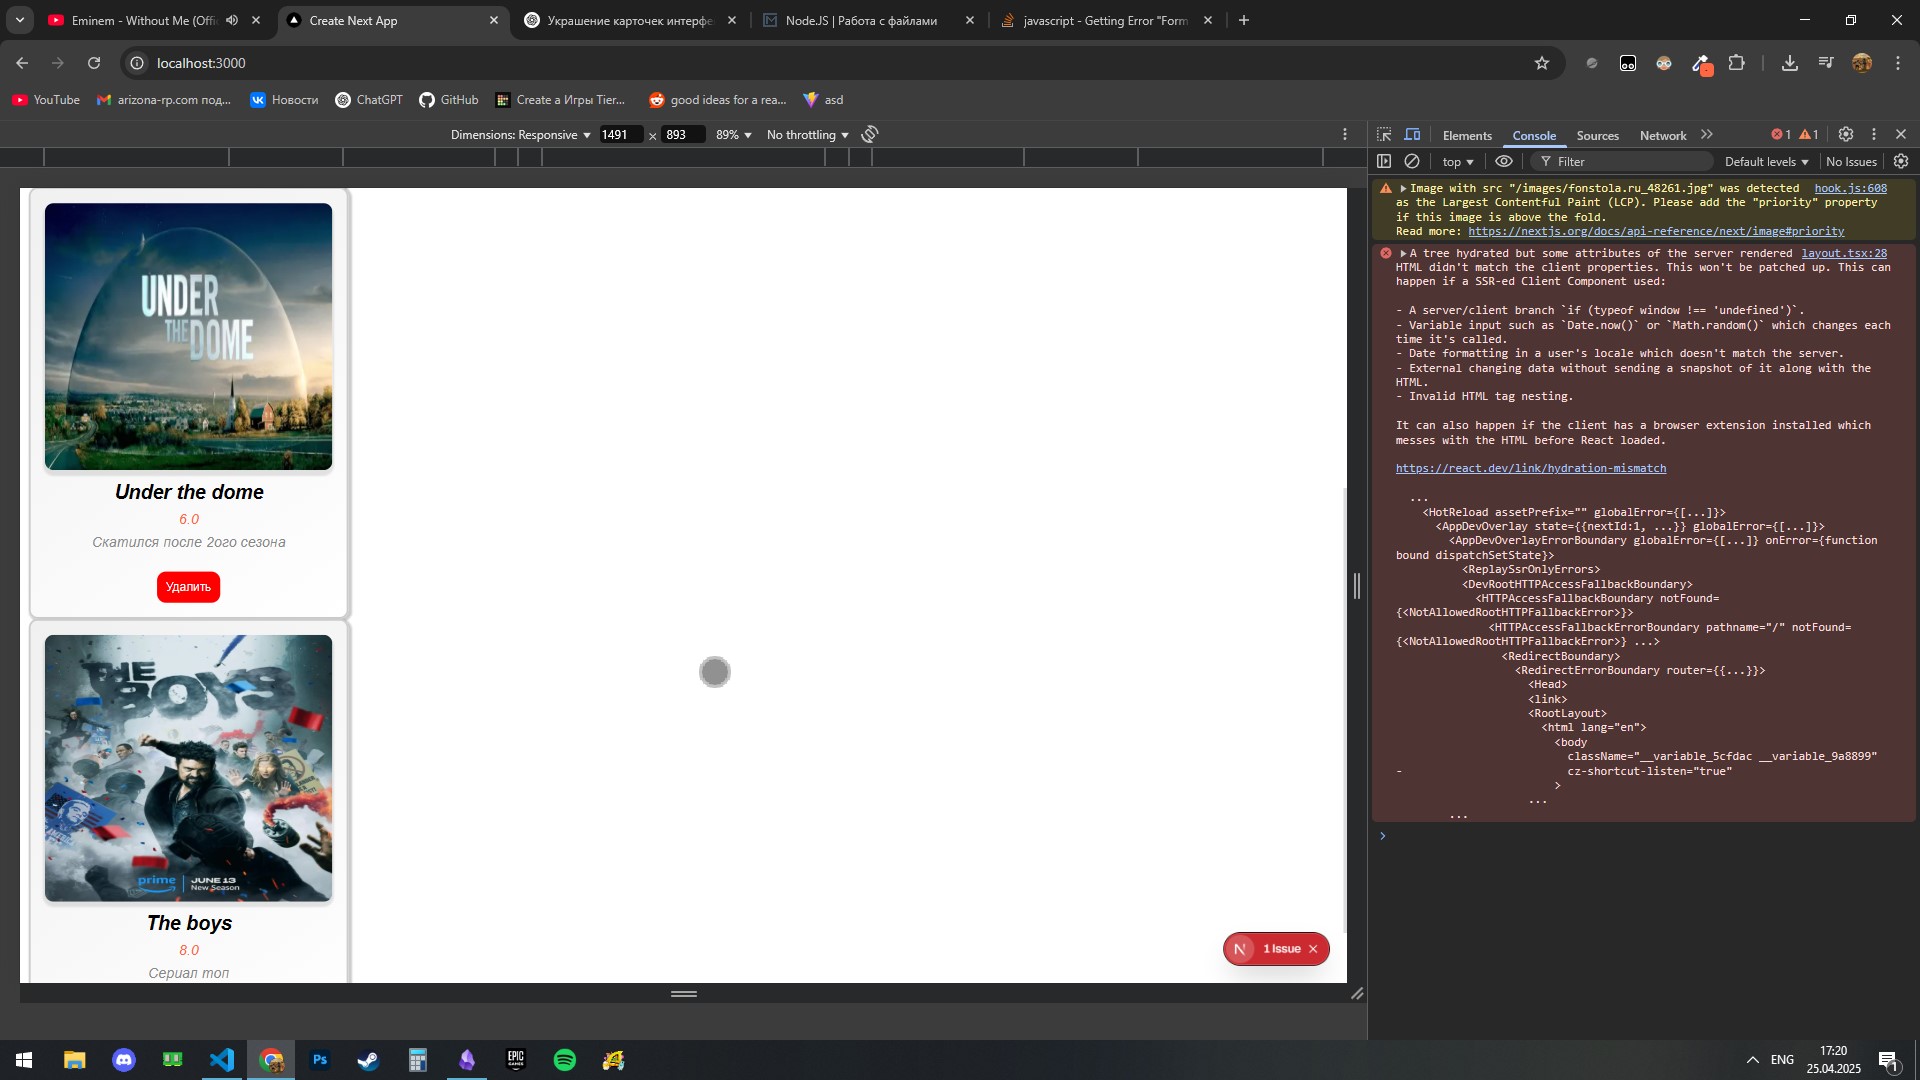 Eminem - Without Me (Offi
Create Next App
Украшение карточек интерфе
Node.JS | Работа с файлами
javascript - Getting Error "Form
localhost:3000
YouTube
arizona-rp.com под...
Новости
ChatGPT
GitHub
Create a Игры Tier...
good ideas for a rea...
asd
Dimensions: Responsive
1491 × 893
89%
No throttling
Elements
Console
Sources
Network
1
1
top
Filter
Default levels
No Issues
UNDER
THE DOME
Under the dome
6.0
Скатился после 2ого сезона
Удалить
THE
BOYS
prime
JUNE 13
New Season
The boys
8.0
Сериал топ
1 Issue
Image with src "/images/fonstola.ru_48261.jpg" was detected hook.js:608
as the Largest Contentful Paint (LCP). Please add the "priority" property
if this image is above the fold.
Read more: https://nextjs.org/docs/api-reference/next/image#priority
A tree hydrated but some attributes of the server rendered layout.tsx:28
HTML didn't match the client properties. This won't be patched up. This can
happen if a SSR-ed Client Component used:
- A server/client branch `if (typeof window !== 'undefined')`.
- Variable input such as `Date.now()` or `Math.random()` which changes each
time it's called.
- Date formatting in a user's locale which doesn't match the server.
- External changing data without sending a snapshot of it along with the
HTML.
- Invalid HTML tag nesting.
It can also happen if the client has a browser extension installed which
messes with the HTML before React loaded.
https://react.dev/link/hydration-mismatch
...
<HotReload assetPrefix="" globalError={[...]}>
<AppDevOverlay state={{nextId:1, ...}} globalError={[...]}>
<AppDevOverlayErrorBoundary globalError={[...]} onError={function
bound dispatchSetState}>
<ReplaySsrOnlyErrors>
<DevRootHTTPAccessFallbackBoundary>
<HTTPAccessFallbackBoundary notFound=
{<NotAllowedRootHTTPFallbackError>}>
<HTTPAccessFallbackErrorBoundary pathname="/" notFound=
{<NotAllowedRootHTTPFallbackError>} ...>
<RedirectBoundary>
<RedirectErrorBoundary router={{...}}>
<Head>
<link>
<RootLayout>
<html lang="en">
<body
className="__variable_5cfdac __variable_9a8899"
- cz-shortcut-listen="true"
>
...
...
Ps
EPIC
GAMES
ENG
17:20
25.04.2025
1